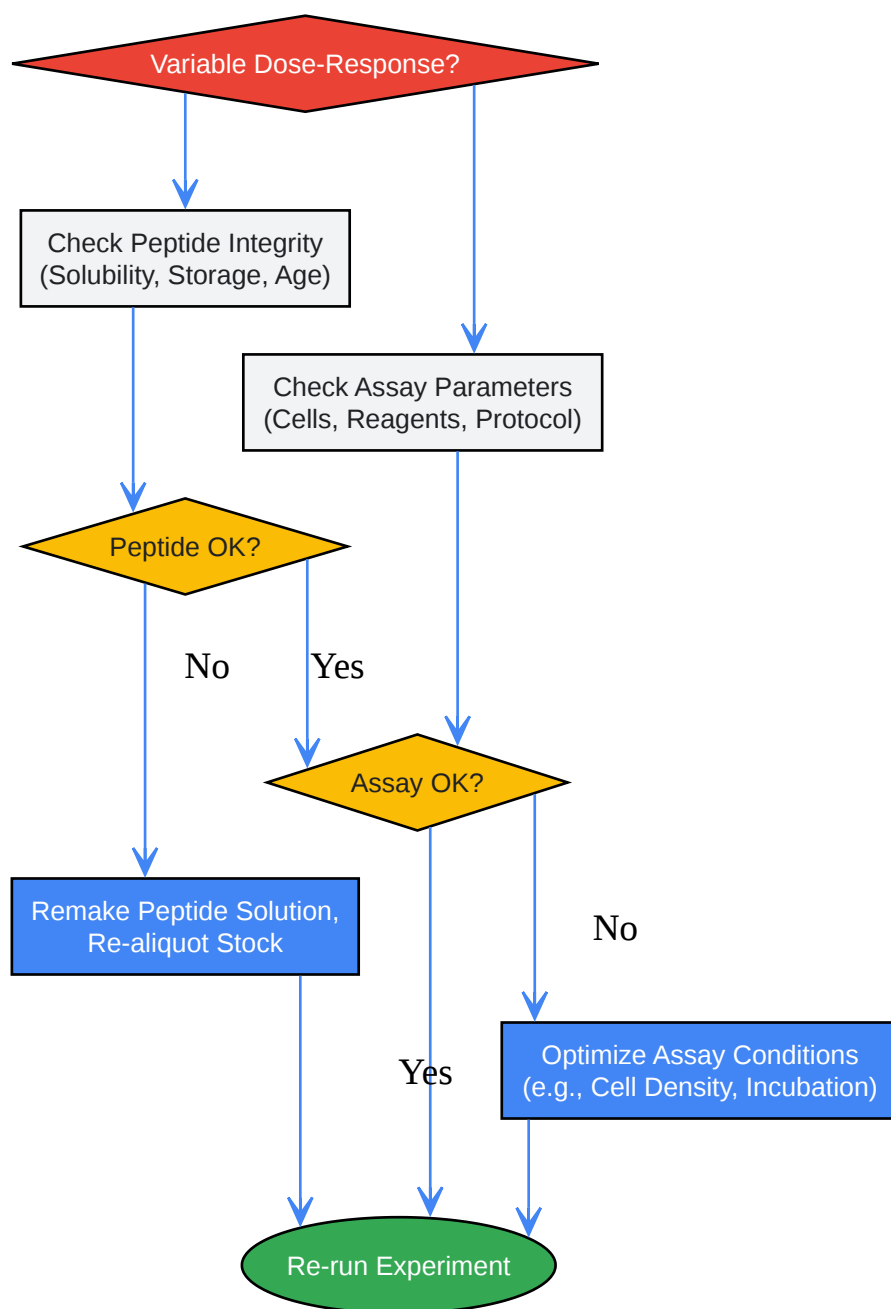 Variable Dose-Response?
Check Peptide Integrity
(Solubility, Storage, Age)
Check Assay Parameters
(Cells, Reagents, Protocol)
Peptide OK?
No
Yes
Assay OK?
Remake Peptide Solution,
Re-aliquot Stock
No
Optimize Assay Conditions
(e.g., Cell Density, Incubation)
Yes
Re-run Experiment